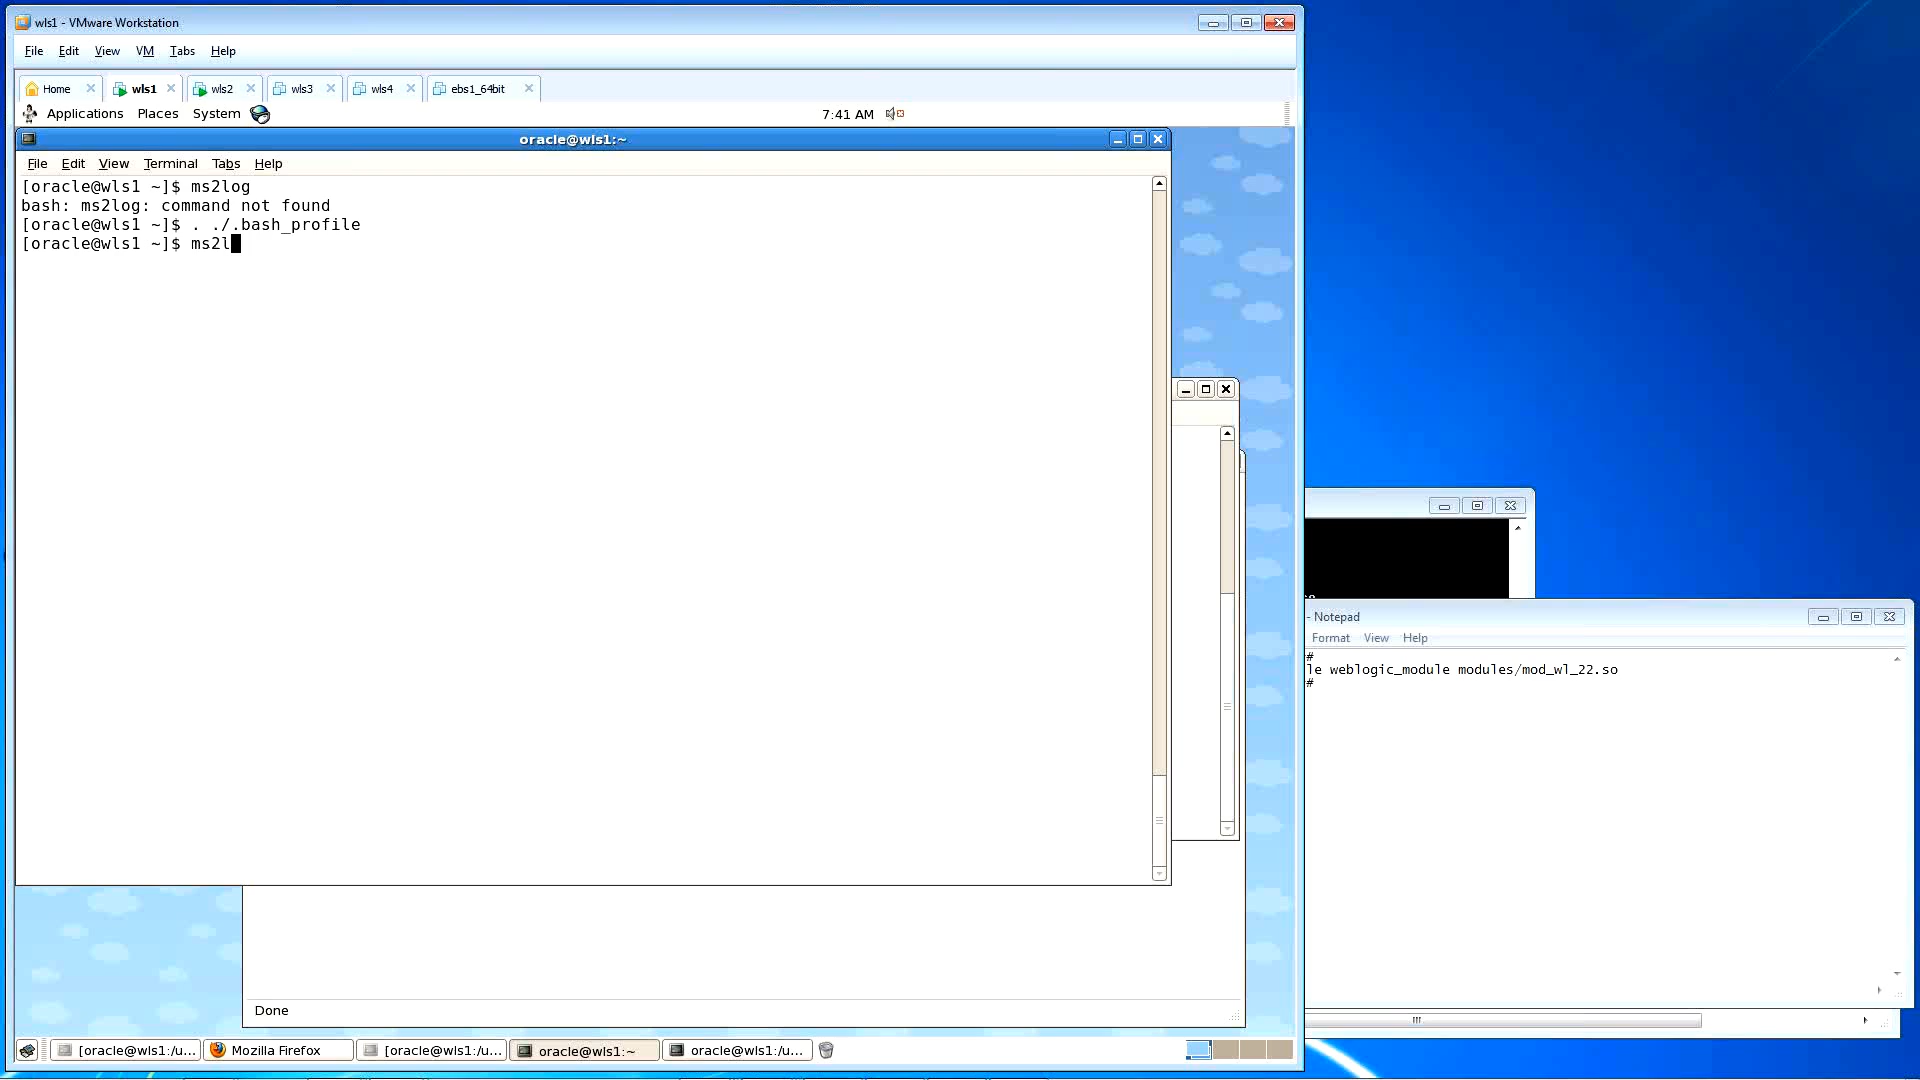 wls1 - VMware Workstation
File Edit View VM Tabs Help
Home wls1 wls2 wls3 wls4 ebs1_64bit
Applications Places System 7:41 AM
oracle@wls1:~
File Edit View Terminal Tabs Help
[oracle@wls1 ~]$ ms2log
bash: ms2log: command not found
[oracle@wls1 ~]$ . ./.bash_profile
[oracle@wls1 ~]$ ms2l
- Notepad
Format View Help
#
le weblogic_module modules/mod_wl_22.so
#
Done
[oracle@wls1:/u... Mozilla Firefox [oracle@wls1:/u... oracle@wls1:~ oracle@wls1:/u...